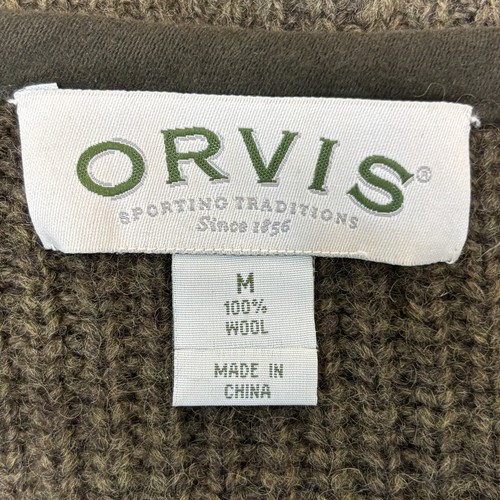 ORVIS®
SPORTING TRADITIONS
Since 1856
M
100%
WOOL
MADE IN
CHINA